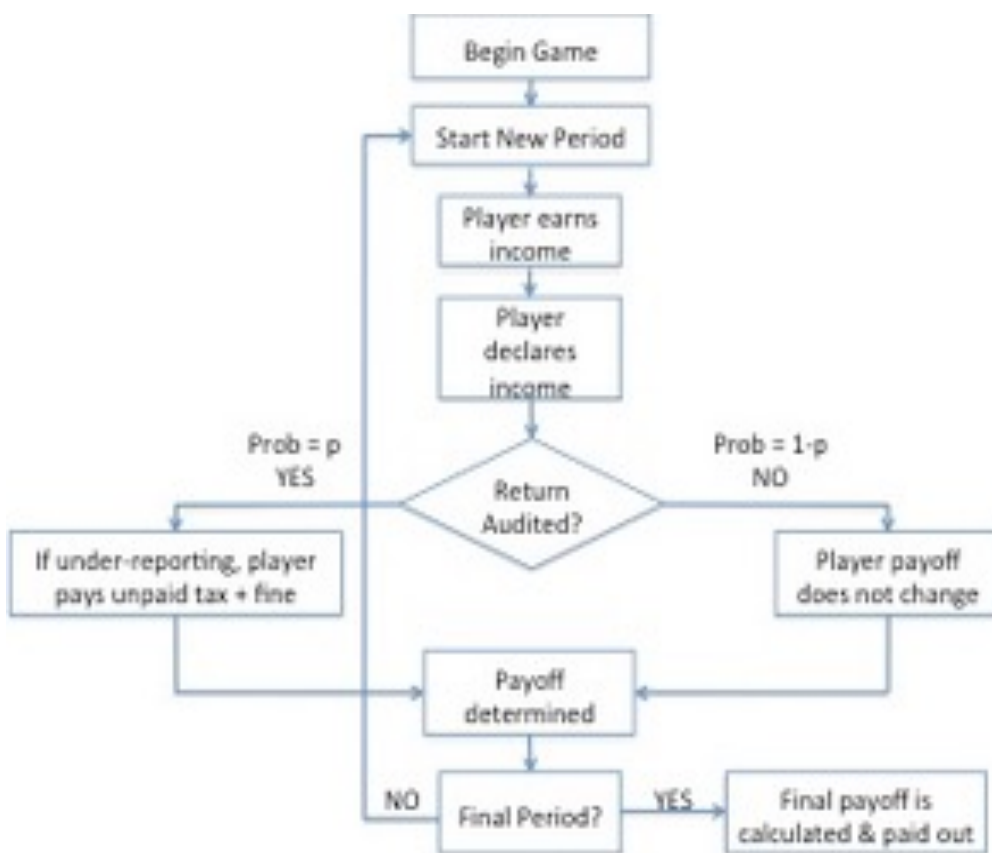 Begin Game
Start New Period
Player earns
income
Player
declares
income
Prob = p
YES
Prob = 1-p
NO
Return
Audited?
If under-reporting, player
pays unpaid tax + fine
Player payoff
does not change
Payoff
determined
NO
Final Period?
YES
Final payoff is
calculated & paid out